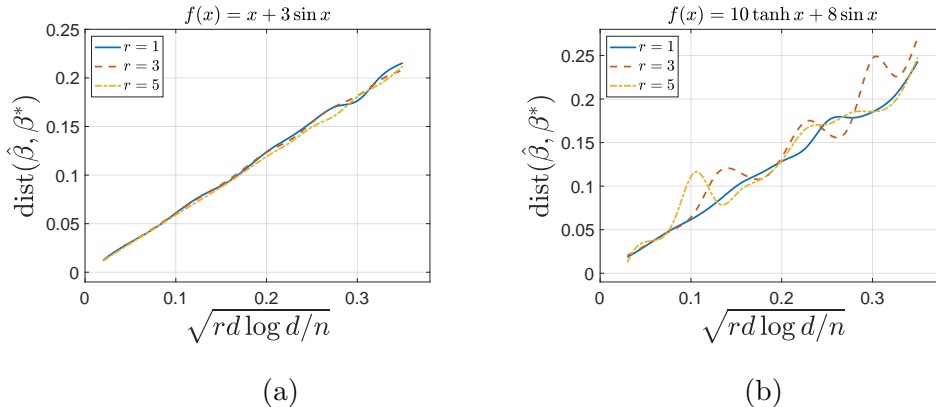 f(x) = x + 3 sin x
r = 1
r = 3
r = 5
0.25
0.2
0.15
0.1
0.05
0
dist(β̂, β*)
0 0.1 0.2 0.3
√rd log d/n
(a)
f(x) = 10 tanh x + 8 sin x
r = 1
r = 3
r = 5
0.25
0.2
0.15
0.1
0.05
0
dist(β̂, β*)
0 0.1 0.2 0.3
√rd log d/n
(b)